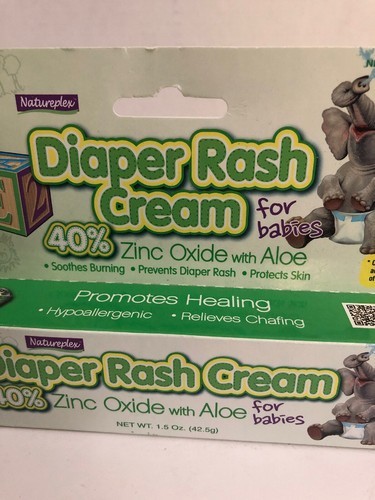 Natureplex
Diaper Rash
Cream for
babies
40% Zinc Oxide with Aloe
• Soothes Burning • Prevents Diaper Rash • Protects Skin
Promotes Healing
• Hypoallergenic • Relieves Chafing
Natureplex
Diaper Rash Cream
40% Zinc Oxide with Aloe for
babies
NET WT. 1.5 Oz. (42.5g)